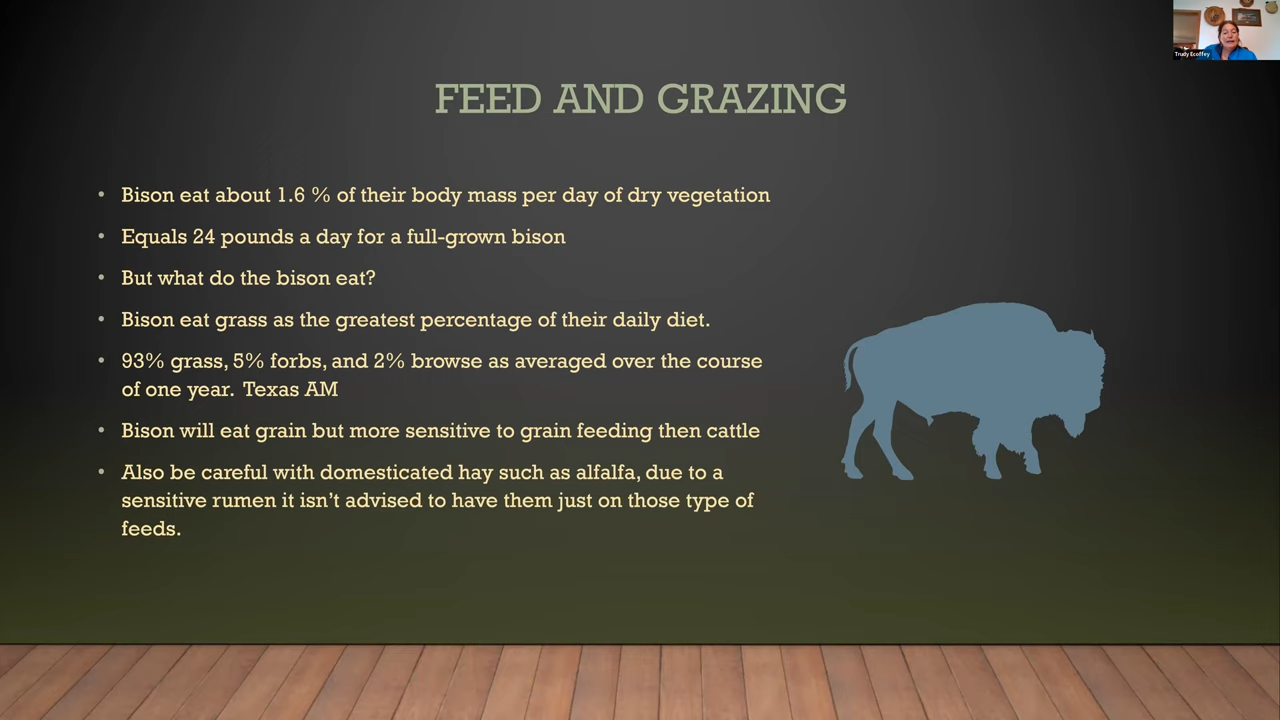 Trudy Ecoffey
FEED AND GRAZING
• Bison eat about 1.6 % of their body mass per day of dry vegetation
• Equals 24 pounds a day for a full-grown bison
• But what do the bison eat?
• Bison eat grass as the greatest percentage of their daily diet.
• 93% grass, 5% forbs, and 2% browse as averaged over the course
of one year.  Texas AM
• Bison will eat grain but more sensitive to grain feeding then cattle
• Also be careful with domesticated hay such as alfalfa, due to a
sensitive rumen it isn't advised to have them just on those type of
feeds.